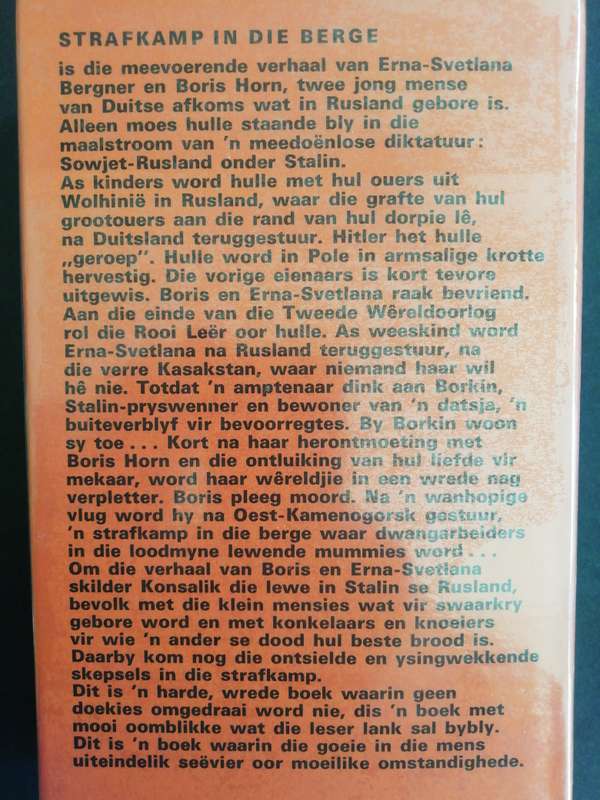 STRAFKAMP IN DIE BERGE
is die meevoerende verhaal van Erna-Svetlana
Bergner en Boris Horn, twee jong mense
van Duitse afkoms wat in Rusland gebore is.
Alleen moes hulle staande bly in die
maalstroom van 'n meedoënlose diktatuur:
Sowjet-Rusland onder Stalin.
As kinders word hulle met hul ouers uit
Wolhinië in Rusland, waar die grafte van hul
grootouers aan die rand van hul dorpie lê,
na Duitsland teruggestuur. Hitler het hulle
„geroep”. Hulle word in Pole in armsalige krotte
hervestig. Die vorige eienaars is kort tevore
uitgewis. Boris en Erna-Svetlana raak bevriend.
Aan die einde van die Tweede Wêreldoorlog
rol die Rooi Leër oor hulle. As weeskind word
Erna-Svetlana na Rusland teruggestuur, na
die verre Kasakstan, waar niemand haar wil
hê nie. Totdat 'n amptenaar dink aan Borkin,
Stalin-pryswenner en bewoner van 'n datsja, 'n
buiteverblyf vir bevoorregtes. By Borkin woon
sy toe ... Kort na haar herontmoeting met
Boris Horn en die ontluiking van hul liefde vir
mekaar, word haar wêreldjie in een wrede nag
verpletter. Boris pleeg moord. Na 'n wanhopige
vlug word hy na Oest-Kamenogorsk gestuur,
'n strafkamp in die berge waar dwangarbeiders
in die loodmyne lewende mummies word ...
Om die verhaal van Boris en Erna-Svetlana
skilder Konsalik die lewe in Stalin se Rusland,
bevolk met die klein mensies wat vir swaarkry
gebore word en met konkelaars en knoeiers
vir wie 'n ander se dood hul beste brood is.
Daarby kom nog die ontsielde en ysingwekkende
skepsels in die strafkamp.
Dit is 'n harde, wrede boek waarin geen
doekies omgedraai word nie, dis 'n boek met
mooi oomblikke wat die leser lank sal bybly.
Dit is 'n boek waarin die goeie in die mens
uiteindelik seëvier oor moeilike omstandighede.